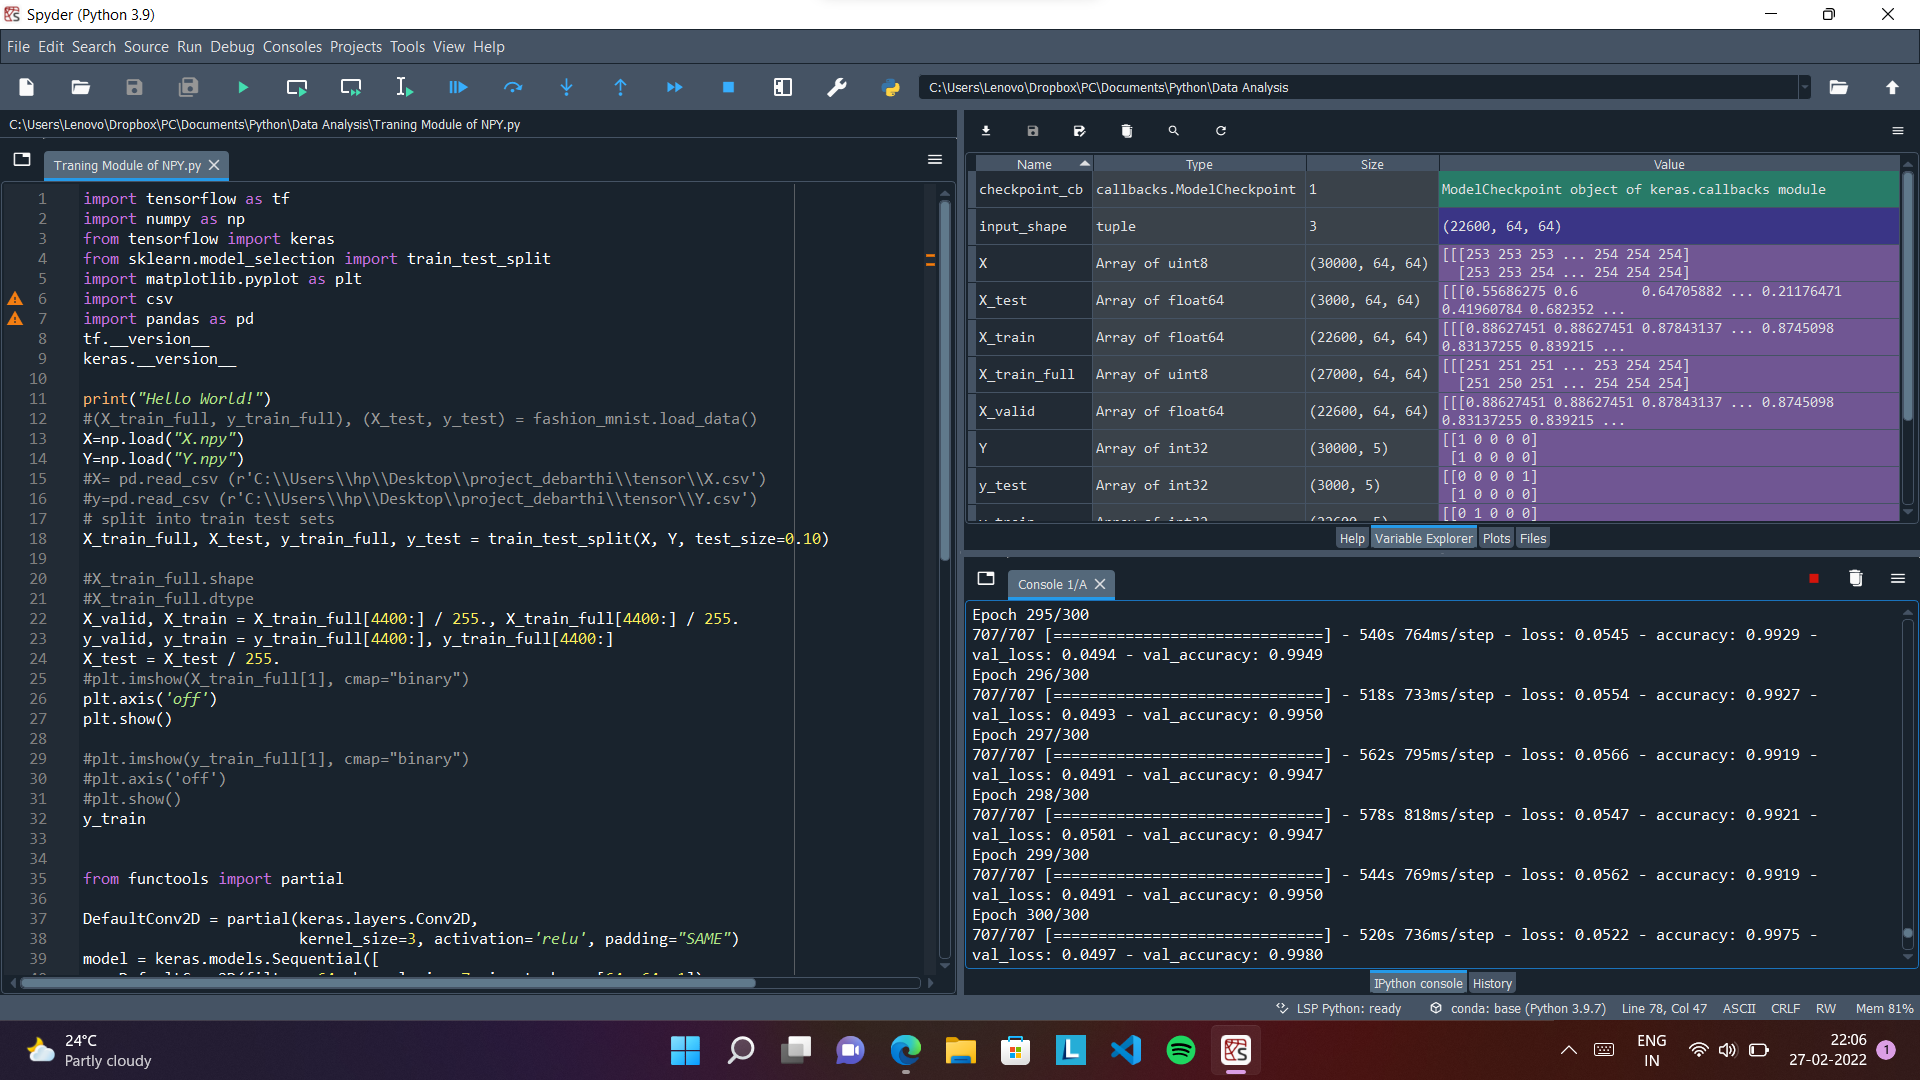 Spyder (Python 3.9)
File Edit Search Source Run Debug Consoles Projects Tools View Help
C:\Users\Lenovo\Dropbox\PC\Documents\Python\Data Analysis
C:\Users\Lenovo\Dropbox\PC\Documents\Python\Data Analysis\Traning Module of NPY.py
Traning Module of NPY.py
1 import tensorflow as tf
2 import numpy as np
3 from tensorflow import keras
4 from sklearn.model_selection import train_test_split
5 import matplotlib.pyplot as plt
6 import csv
7 import pandas as pd
8 tf.__version__
9 keras.__version__
10
11 print("Hello World!")
12 #(X_train_full, y_train_full), (X_test, y_test) = fashion_mnist.load_data()
13 X=np.load("X.npy")
14 Y=np.load("Y.npy")
15 #X= pd.read_csv (r'C:\\Users\\hp\\Desktop\\project_debarthi\\tensor\\X.csv')
16 #y=pd.read_csv (r'C:\\Users\\hp\\Desktop\\project_debarthi\\tensor\\Y.csv')
17 # split into train test sets
18 X_train_full, X_test, y_train_full, y_test = train_test_split(X, Y, test_size=0.10)
19
20 #X_train_full.shape
21 #X_train_full.dtype
22 X_valid, X_train = X_train_full[4400:] / 255., X_train_full[4400:] / 255.
23 y_valid, y_train = y_train_full[4400:], y_train_full[4400:]
24 X_test = X_test / 255.
25 #plt.imshow(X_train_full[1], cmap="binary")
26 plt.axis('off')
27 plt.show()
28
29 #plt.imshow(y_train_full[1], cmap="binary")
30 #plt.axis('off')
31 #plt.show()
32 y_train
33
34
35 from functools import partial
36
37 DefaultConv2D = partial(keras.layers.Conv2D,
38 kernel_size=3, activation='relu', padding="SAME")
39 model = keras.models.Sequential([
Name Type Size Value
checkpoint_cb callbacks.ModelCheckpoint 1 ModelCheckpoint object of keras.callbacks module
input_shape tuple 3 (22600, 64, 64)
X Array of uint8 (30000, 64, 64) [[[253 253 253 ... 254 254 254]
[253 253 254 ... 254 254 254]
X_test Array of float64 (3000, 64, 64) [[[0.55686275 0.6 0.64705882 ... 0.21176471
0.41960784 0.682352 ...
X_train Array of float64 (22600, 64, 64) [[[0.88627451 0.88627451 0.87843137 ... 0.8745098
0.83137255 0.839215 ...
X_train_full Array of uint8 (27000, 64, 64) [[[251 251 251 ... 253 254 254]
[251 250 251 ... 254 254 254]
X_valid Array of float64 (22600, 64, 64) [[[0.88627451 0.88627451 0.87843137 ... 0.8745098
0.83137255 0.839215 ...
Y Array of int32 (30000, 5) [[1 0 0 0 0]
[1 0 0 0 0]
y_test Array of int32 (3000, 5) [[0 0 0 0 1]
[1 0 0 0 0]
[[0 1 0 0 0]
Help Variable Explorer Plots Files
Console 1/A
Epoch 295/300
707/707 [==============================] - 540s 764ms/step - loss: 0.0545 - accuracy: 0.9929 -
val_loss: 0.0494 - val_accuracy: 0.9949
Epoch 296/300
707/707 [==============================] - 518s 733ms/step - loss: 0.0554 - accuracy: 0.9927 -
val_loss: 0.0493 - val_accuracy: 0.9950
Epoch 297/300
707/707 [==============================] - 562s 795ms/step - loss: 0.0566 - accuracy: 0.9919 -
val_loss: 0.0491 - val_accuracy: 0.9947
Epoch 298/300
707/707 [==============================] - 578s 818ms/step - loss: 0.0547 - accuracy: 0.9921 -
val_loss: 0.0501 - val_accuracy: 0.9947
Epoch 299/300
707/707 [==============================] - 544s 769ms/step - loss: 0.0562 - accuracy: 0.9919 -
val_loss: 0.0491 - val_accuracy: 0.9950
Epoch 300/300
707/707 [==============================] - 520s 736ms/step - loss: 0.0522 - accuracy: 0.9975 -
val_loss: 0.0497 - val_accuracy: 0.9980
IPython console History
LSP Python: ready conda: base (Python 3.9.7) Line 78, Col 47 ASCII CRLF RW Mem 81%
24°C
Partly cloudy
ENG
IN
22:06
27-02-2022
1